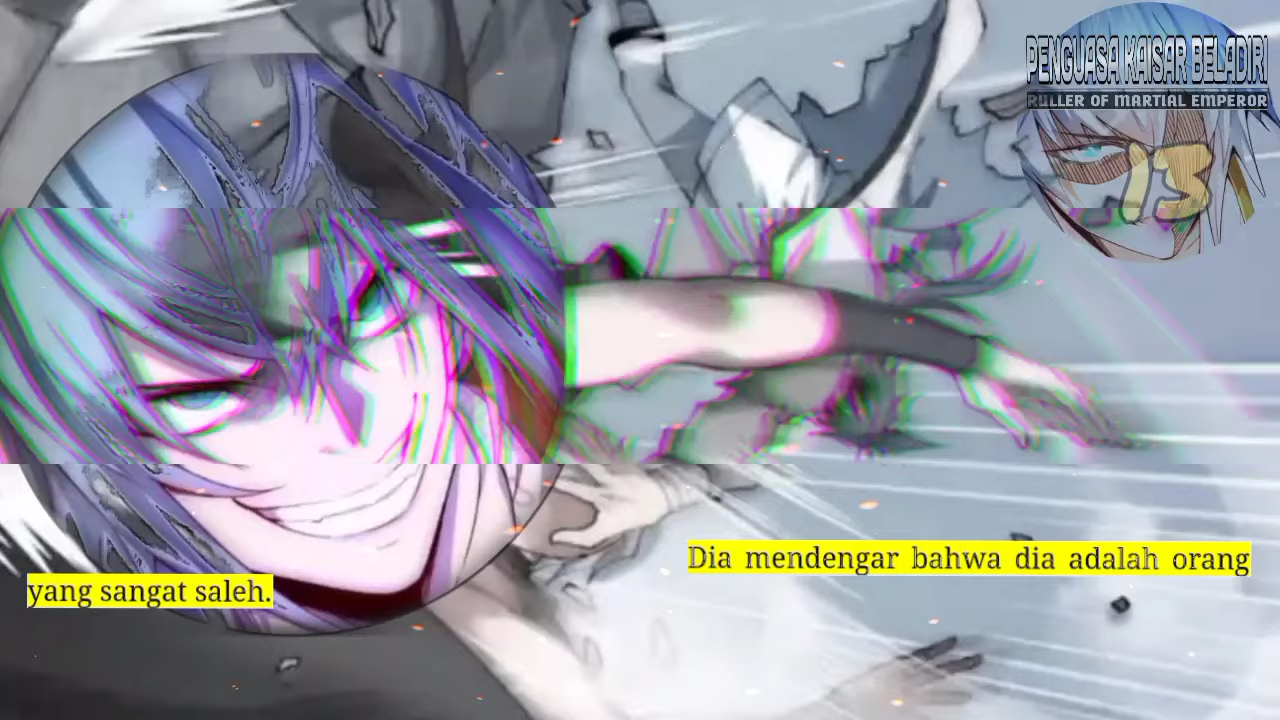 PENGUASA KAISAR BELADIRI
RULLER OF MARTIAL EMPEROR
13
Dia mendengar bahwa dia adalah orang
yang sangat saleh.